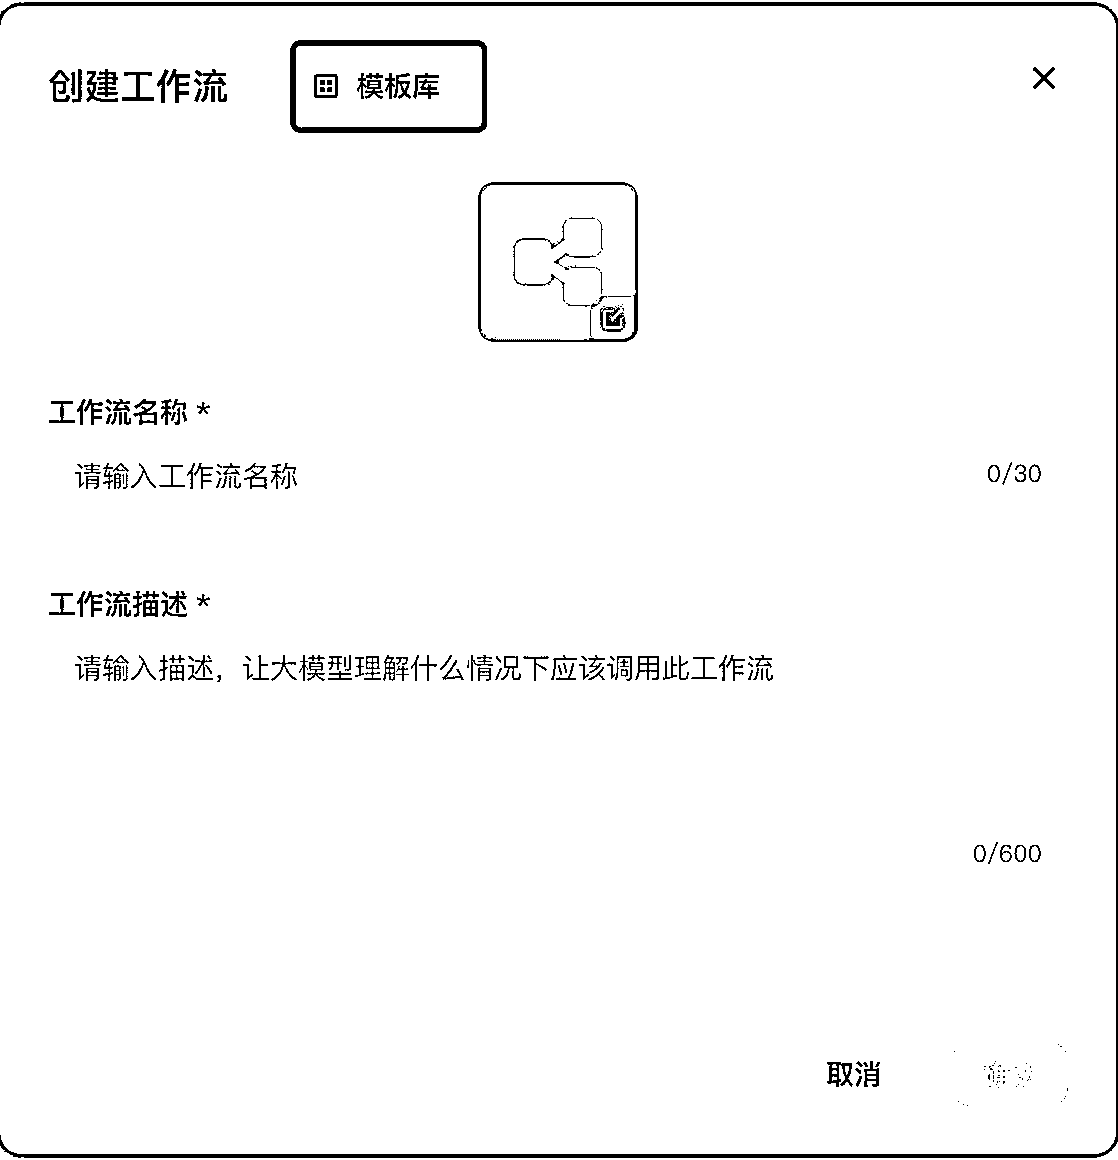 创建工作流 模板库
工作流名称 *
请输入工作流名称 0/30
工作流描述 *
请输入描述，让大模型理解什么情况下应该调用此工作流
0/600
取消